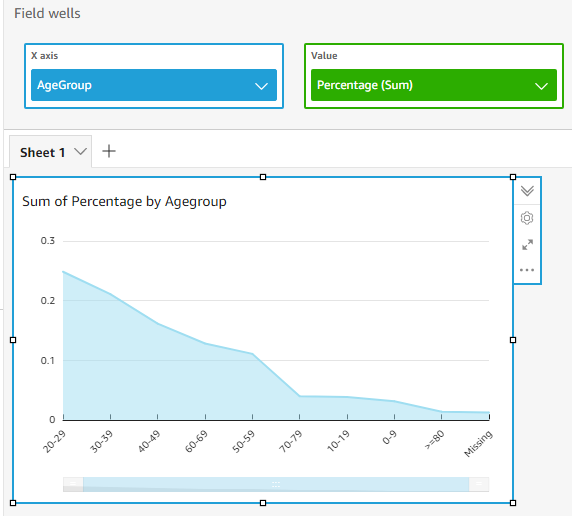 Field wells
X axis
Value
AgeGroup
Percentage (Sum)
Sheet 1
Sum of Percentage by Agegroup
0.3
0.2
0.1
0
20-29
30-39
40-49
60-69
50-59
70-79
10-19
0-9
>=80
Missing